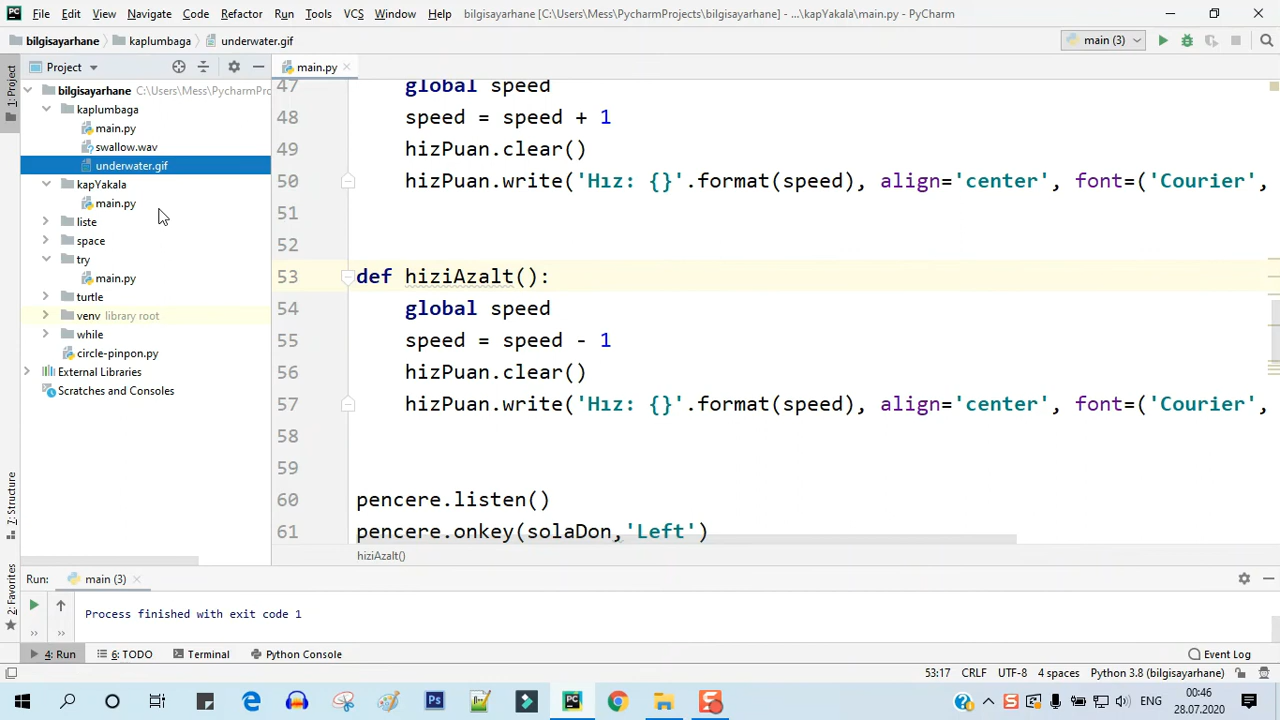 File Edit View Navigate Code Refactor Run Tools VCS Window Help bilgisayarhane [C:\Users\Mess\PycharmProjects\bilgisayarhane] - ...\kapYakala\main.py - PyCharm
bilgisayarhane kaplumbaga underwater.gif main (3)
Project
main.py
1: Project
bilgisayarhane C:\Users\Mess\PycharmPro
kaplumbaga
main.py
swallow.wav
underwater.gif
kapYakala
main.py
liste
space
try
main.py
turtle
venv library root
while
circle-pinpon.py
External Libraries
Scratches and Consoles
7: Structure
2: Favorites
47 global speed
48 speed = speed + 1
49 hizPuan.clear()
50 hizPuan.write('Hız: {}'.format(speed), align='center', font=('Courier',
51
52
53 def hiziAzalt():
54 global speed
55 speed = speed - 1
56 hizPuan.clear()
57 hizPuan.write('Hız: {}'.format(speed), align='center', font=('Courier',
58
59
60 pencere.listen()
61 pencere.onkey(solaDon,'Left')
hiziAzalt()
Run: main (3)
Process finished with exit code 1
4: Run 6: TODO Terminal Python Console Event Log
53:17 CRLF UTF-8 4 spaces Python 3.8 (bilgisayarhane)
ENG 00:46
28.07.2020